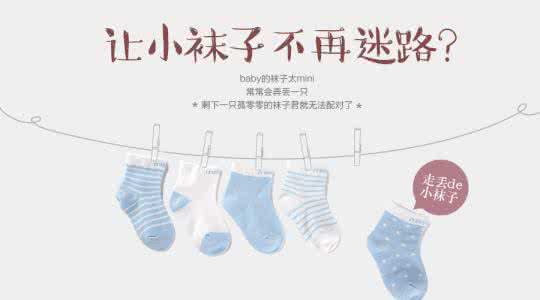 让小袜子不再迷路?
baby的袜子太mini
常常会弄丢一只
* 剩下一只孤零零的袜子君就无法配对了 *
走丢de
小袜子